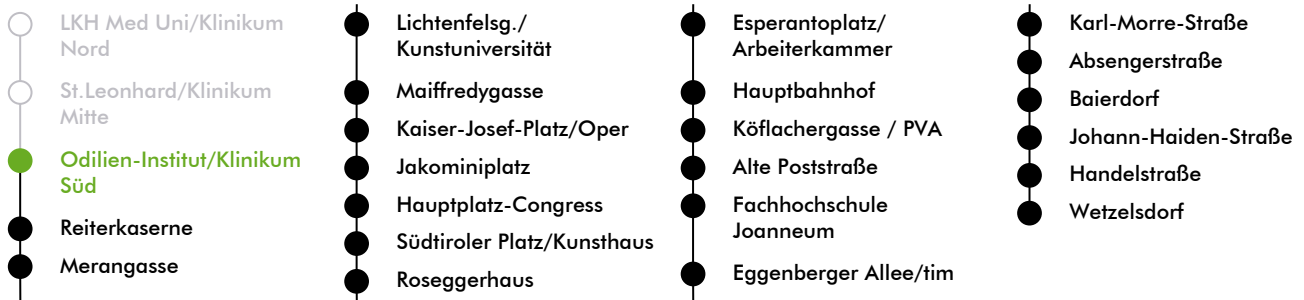 LKH Med Uni/Klinikum
Nord
St.Leonhard/Klinikum
Mitte
Odilien-Institut/Klinikum
Süd
Reiterkaserne
Merangasse
Lichtenfelsg./
Kunstuniversität
Maiffredygasse
Kaiser-Josef-Platz/Oper
Jakominiplatz
Hauptplatz-Congress
Südtiroler Platz/Kunsthaus
Roseggerhaus
Esperantoplatz/
Arbeiterkammer
Hauptbahnhof
Köflachergasse / PVA
Alte Poststraße
Fachhochschule
Joanneum
Eggenberger Allee/tim
Karl-Morre-Straße
Absengerstraße
Baierdorf
Johann-Haiden-Straße
Handelstraße
Wetzelsdorf